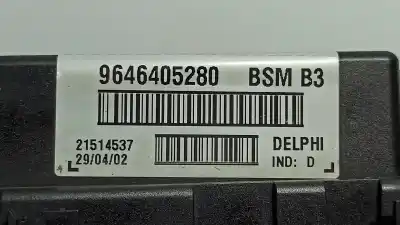 9646405280 BSM B3
21514537 DELPHI
29/04/02 IND: D